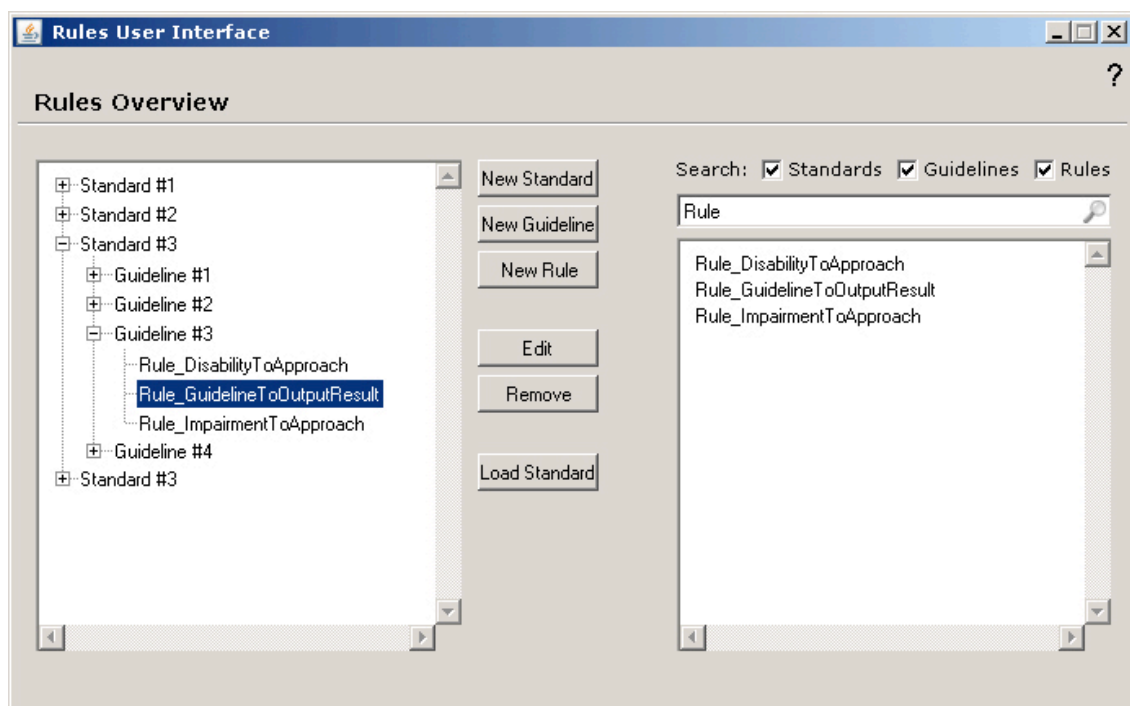 Rules User Interface
?
Rules Overview
Standard #1
Standard #2
Standard #3
Guideline #1
Guideline #2
Guideline #3
Rule_DisabilityToApproach
Rule_GuidelineToOutputResult
Rule_ImpairmentToApproach
Guideline #4
Standard #3
New Standard
New Guideline
New Rule
Edit
Remove
Load Standard
Search: Standards Guidelines Rules
Rule
Rule_DisabilityToApproach
Rule_GuidelineToOutputResult
Rule_ImpairmentToApproach